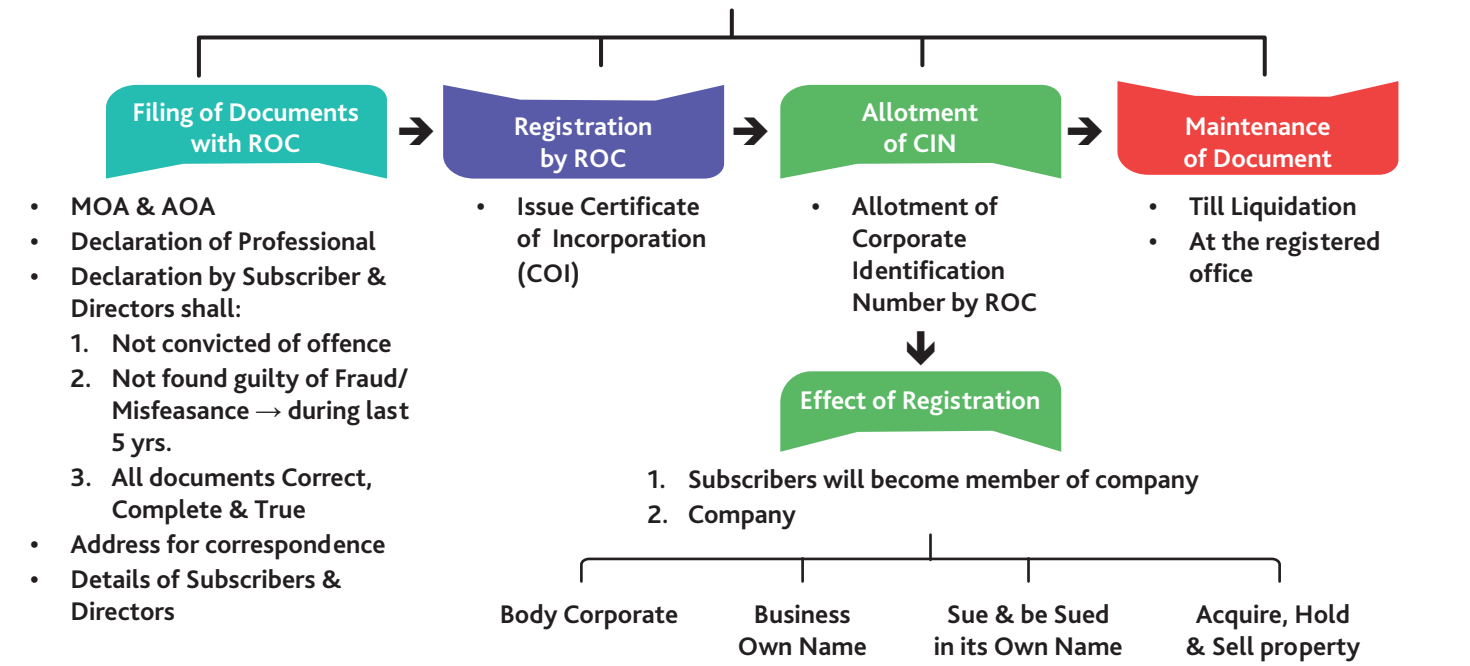 Filing of Documents
with ROC
Registration
by ROC
Allotment
of CIN
Maintenance
of Document
• MOA & AOA
• Declaration of Professional
• Declaration by Subscriber &
Directors shall:
1. Not convicted of offence
2. Not found guilty of Fraud/
Misfeasance → during last
5 yrs.
3. All documents Correct,
Complete & True
• Address for correspondence
• Details of Subscribers &
Directors
• Issue Certificate
of Incorporation
(COI)
• Allotment of
Corporate
Identification
Number by ROC
• Till Liquidation
• At the registered
office
Effect of Registration
1. Subscribers will become member of company
2. Company
Body Corporate
Business
Own Name
Sue & be Sued
in its Own Name
Acquire, Hold
& Sell property